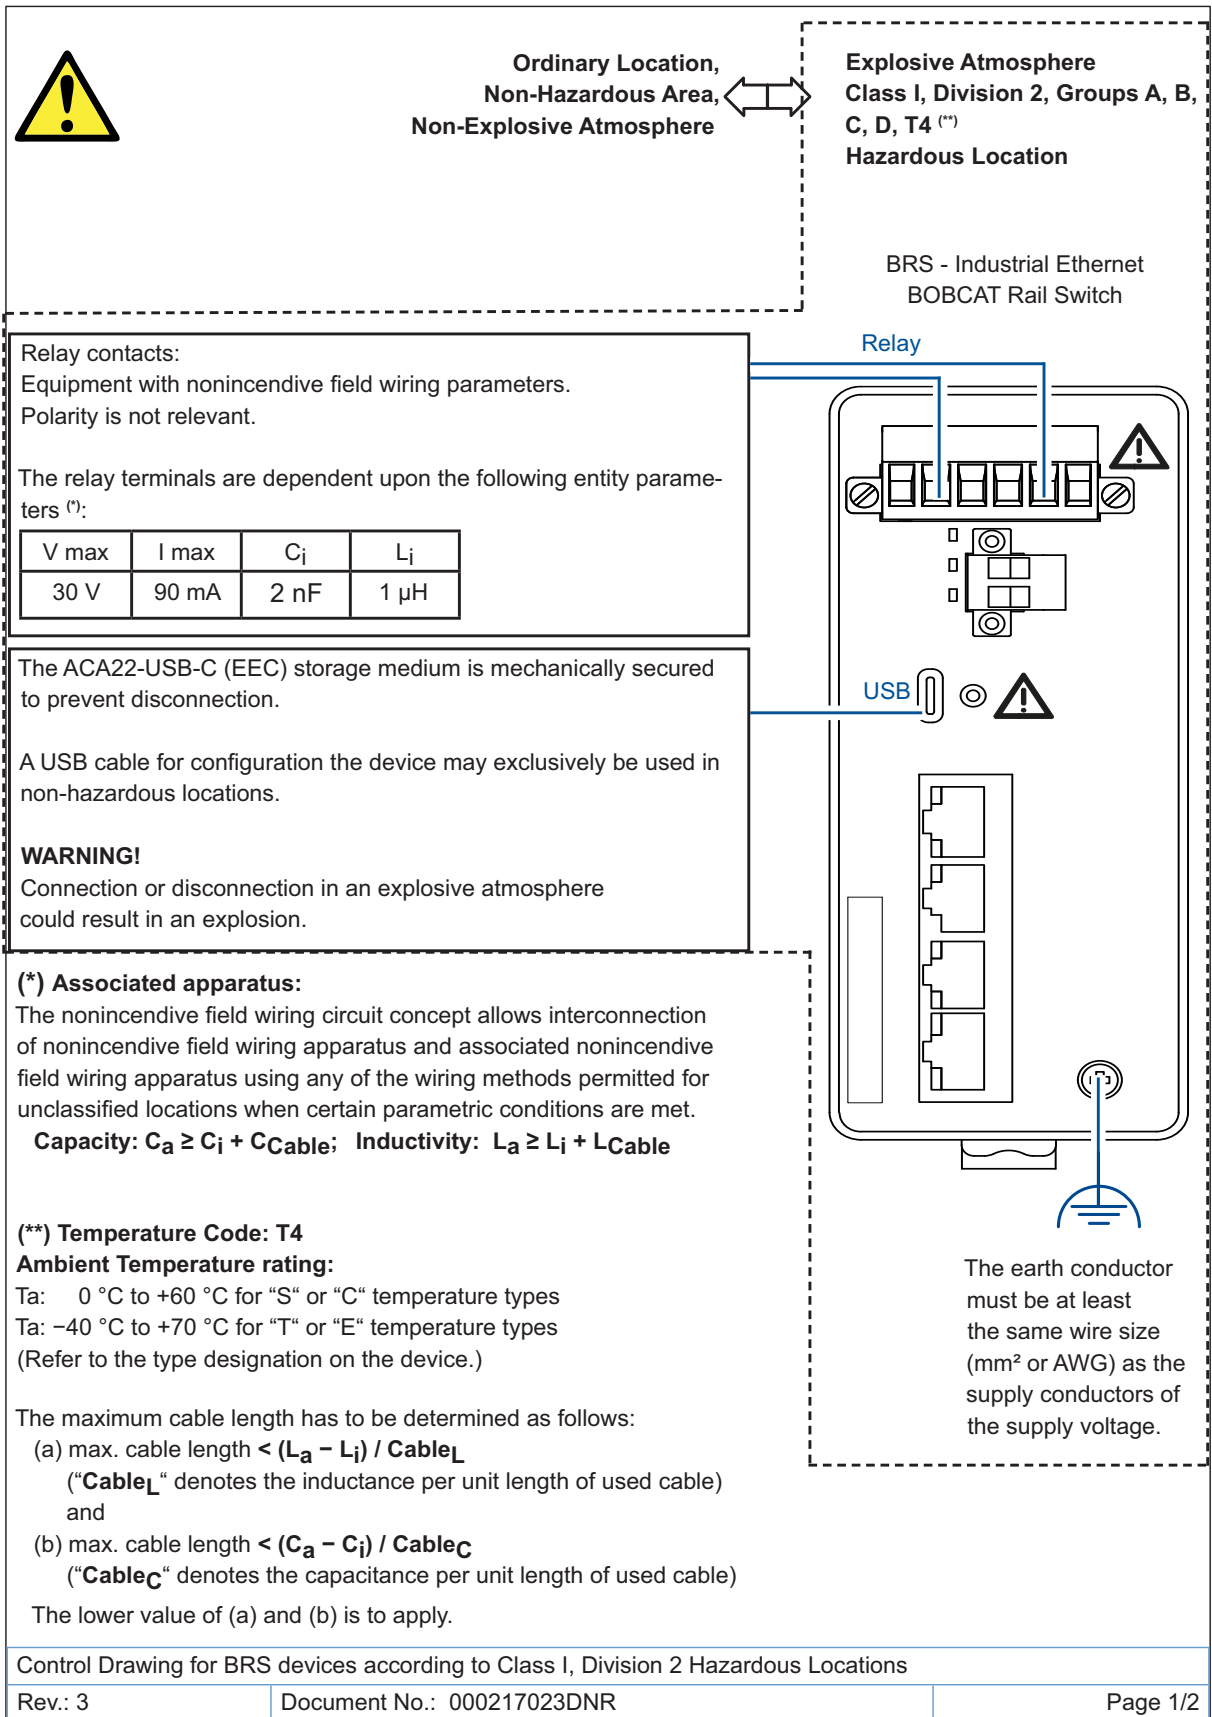 Ordinary Location,
Non-Hazardous Area,
Non-Explosive Atmosphere
Explosive Atmosphere
Class I, Division 2, Groups A, B,
C, D, T4 (**)
Hazardous Location
BRS - Industrial Ethernet
BOBCAT Rail Switch
Relay contacts:
Equipment with nonincendive field wiring parameters.
Polarity is not relevant.
The relay terminals are dependent upon the following entity parame-
ters (*):
V max I max Ci Li
30 V 90 mA 2 nF 1 µH
Relay
The ACA22-USB-C (EEC) storage medium is mechanically secured
to prevent disconnection.
A USB cable for configuration the device may exclusively be used in
non-hazardous locations.
WARNING!
Connection or disconnection in an explosive atmosphere
could result in an explosion.
USB
(*) Associated apparatus:
The nonincendive field wiring circuit concept allows interconnection
of nonincendive field wiring apparatus and associated nonincendive
field wiring apparatus using any of the wiring methods permitted for
unclassified locations when certain parametric conditions are met.
Capacity: Ca ≥ Ci + CCable; Inductivity: La ≥ Li + LCable
(**) Temperature Code: T4
Ambient Temperature rating:
Ta: 0 °C to +60 °C for “S“ or “C“ temperature types
Ta: −40 °C to +70 °C for “T“ or “E“ temperature types
(Refer to the type designation on the device.)
The maximum cable length has to be determined as follows:
(a) max. cable length < (La − Li) / CableL
(“CableL“ denotes the inductance per unit length of used cable)
and
(b) max. cable length < (Ca − Ci) / CableC
(“CableC“ denotes the capacitance per unit length of used cable)
The lower value of (a) and (b) is to apply.
The earth conductor
must be at least
the same wire size
(mm² or AWG) as the
supply conductors of
the supply voltage.
Control Drawing for BRS devices according to Class I, Division 2 Hazardous Locations
Rev.: 3 Document No.: 000217023DNR Page 1/2